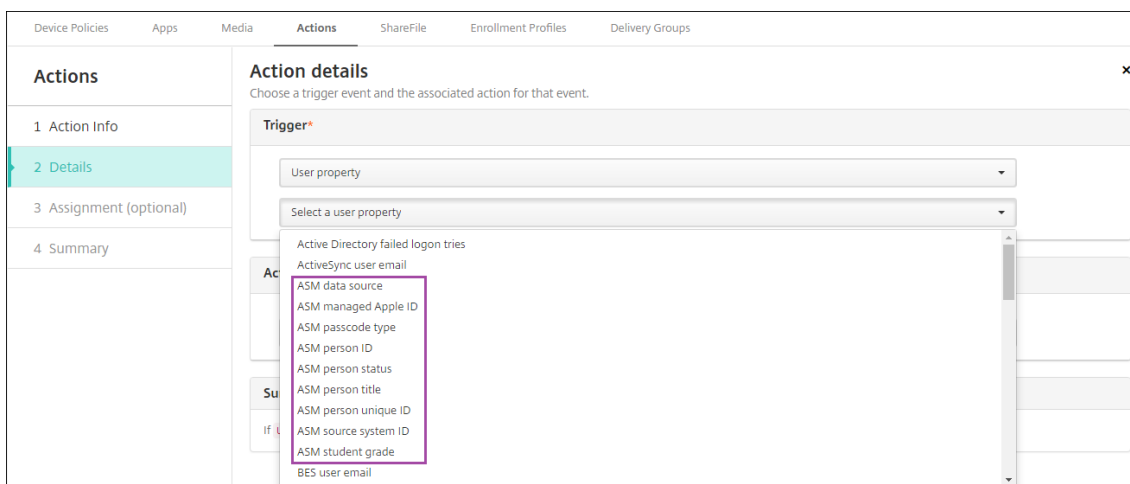 Device Policies Apps Media Actions ShareFile Enrollment Profiles Delivery Groups
Actions
1 Action Info
2 Details
3 Assignment (optional)
4 Summary
Action details
Choose a trigger event and the associated action for that event.
Trigger*
User property
Select a user property
Active Directory failed logon tries
ActiveSync user email
ASM data source
ASM managed Apple ID
ASM passcode type
ASM person ID
ASM person status
ASM person title
ASM person unique ID
ASM source system ID
ASM student grade
BES user email
Ac
Su
If